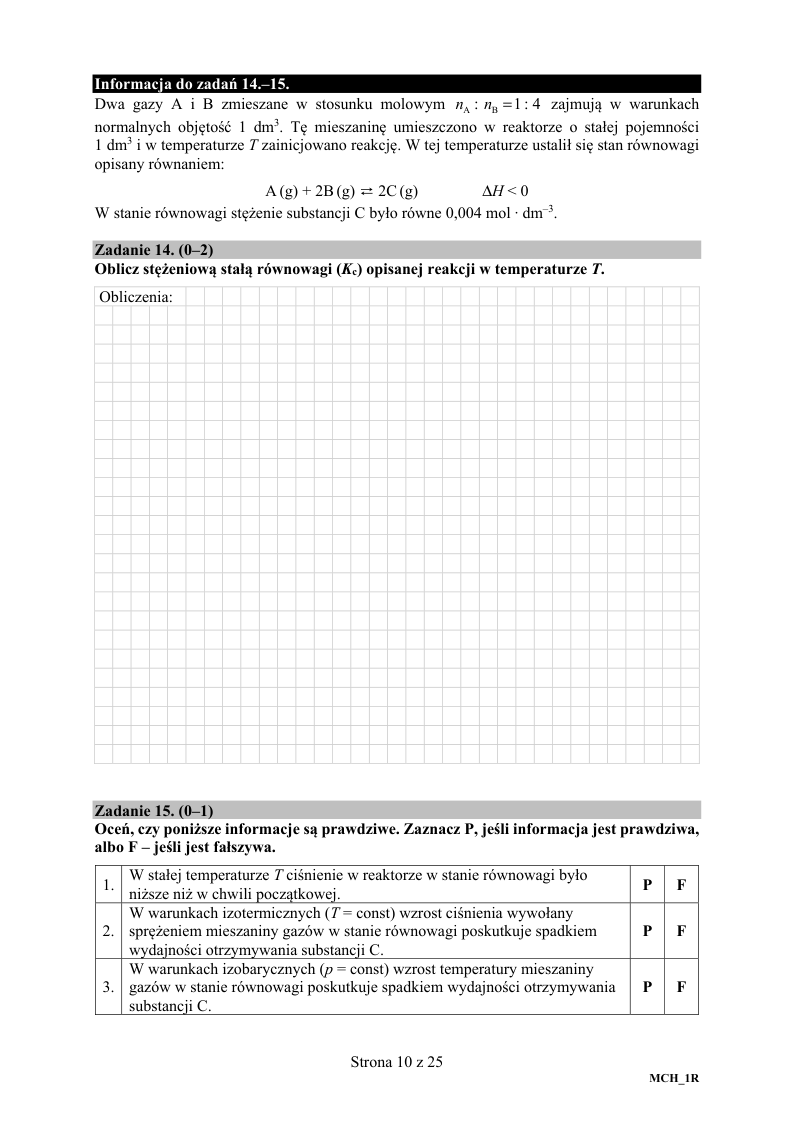 Informacja do zadań 14.–15.
Dwa gazy A i B zmieszane w stosunku molowym n_A : n_B = 1 : 4 zajmują w warunkach
normalnych objętość 1 dm³. Tę mieszaninę umieszczono w reaktorze o stałej pojemności
1 dm³ i w temperaturze T zainicjowano reakcję. W tej temperaturze ustalił się stan równowagi
opisany równaniem:
A (g) + 2B (g) ⇄ 2C (g) ΔH < 0
W stanie równowagi stężenie substancji C było równe 0,004 mol · dm⁻³.
Zadanie 14. (0–2)
Oblicz stężeniową stałą równowagi (K_c) opisanej reakcji w temperaturze T.
Obliczenia:
Zadanie 15. (0–1)
Oceń, czy poniższe informacje są prawdziwe. Zaznacz P, jeśli informacja jest prawdziwa,
albo F – jeśli jest fałszywa.
1. W stałej temperaturze T ciśnienie w reaktorze w stanie równowagi było
niższe niż w chwili początkowej. P F
W warunkach izotermicznych (T = const) wzrost ciśnienia wywołany
2. sprężeniem mieszaniny gazów w stanie równowagi poskutkuje spadkiem P F
wydajności otrzymywania substancji C.
W warunkach izobarycznych (p = const) wzrost temperatury mieszaniny
3. gazów w stanie równowagi poskutkuje spadkiem wydajności otrzymywania P F
substancji C.
Strona 10 z 25
MCH_1R